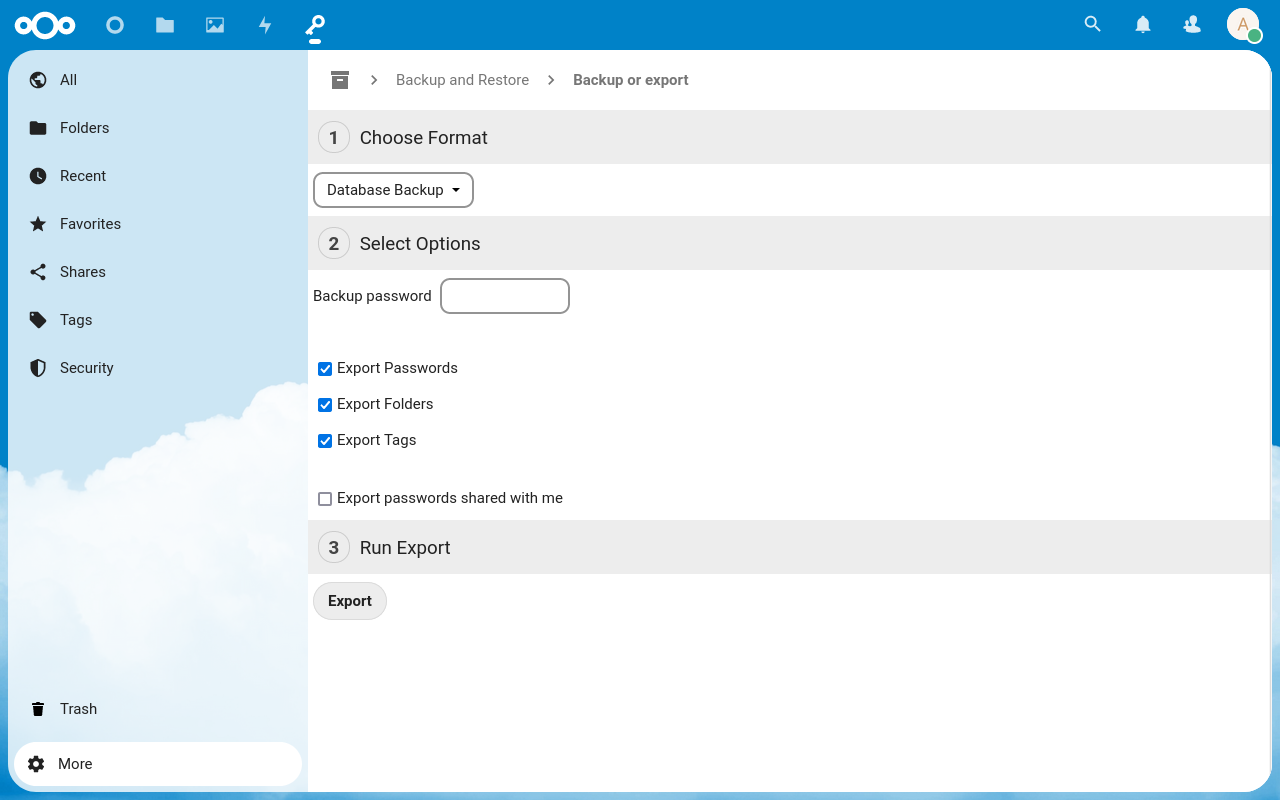 A
All
Folders
Recent
Favorites
Shares
Tags
Security
Trash
More
Backup and Restore
Backup or export
1 Choose Format
Database Backup
2 Select Options
Backup password
Export Passwords
Export Folders
Export Tags
Export passwords shared with me
3 Run Export
Export